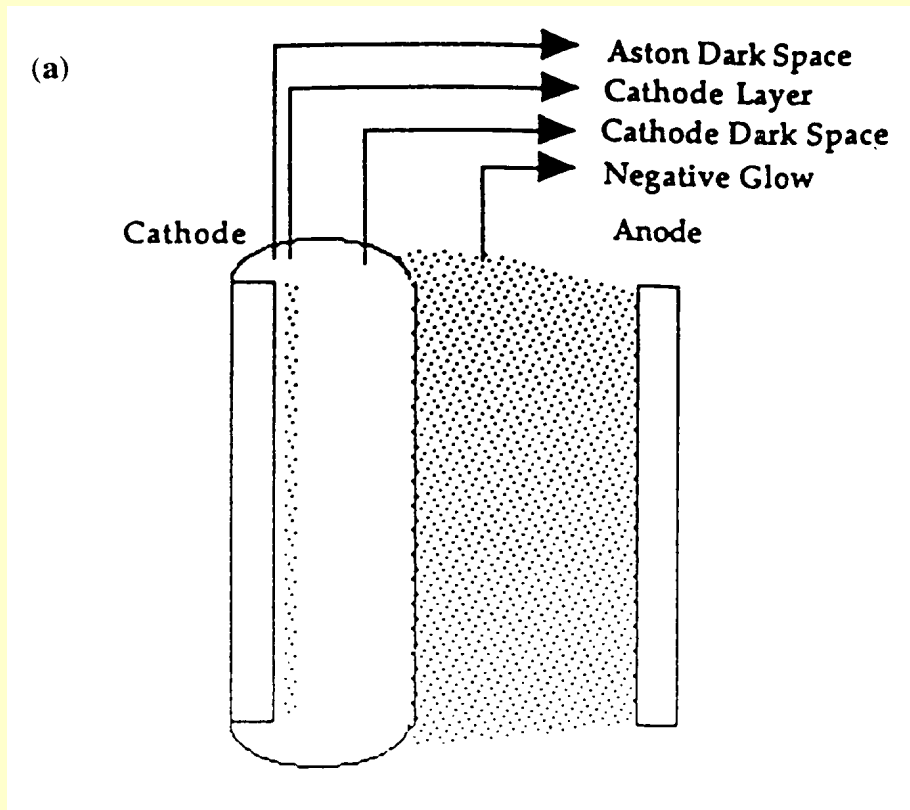 (a)
Aston Dark Space
Cathode Layer
Cathode Dark Space
Negative Glow
Cathode
Anode